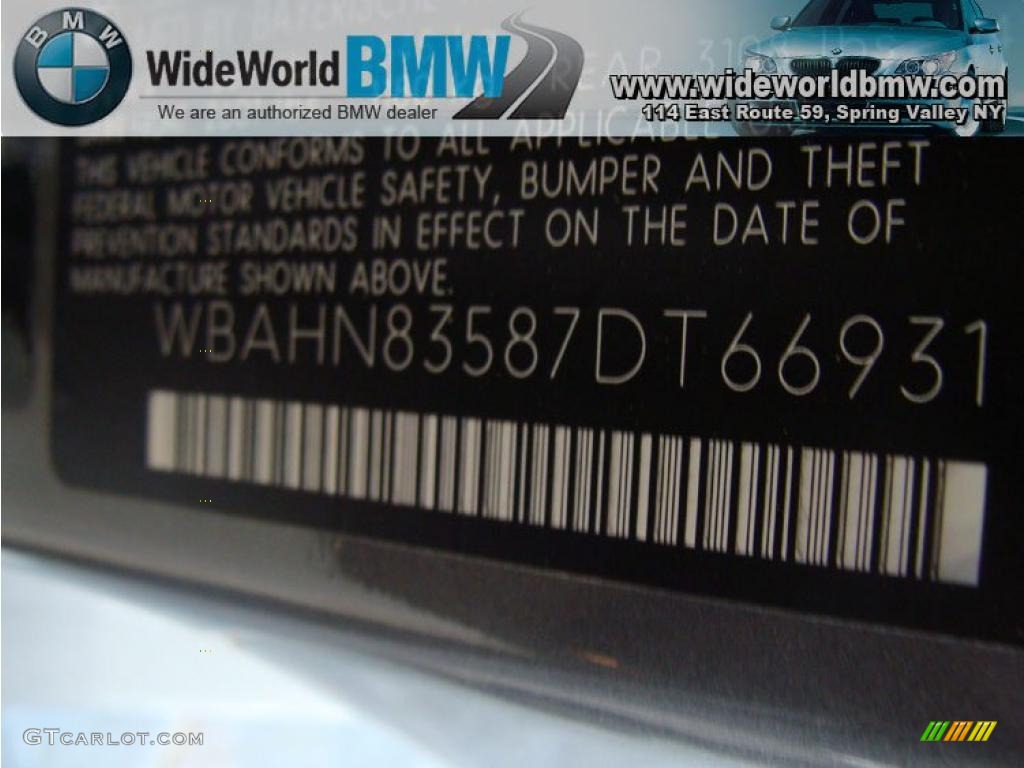 BMW
WideWorld BMW
We are an authorized BMW dealer
www.wideworldbmw.com
114 East Route 59, Spring Valley NY
THIS VEHICLE CONFORMS TO ALL APPLICABLE
FEDERAL MOTOR VEHICLE SAFETY, BUMPER AND THEFT
PREVENTION STANDARDS IN EFFECT ON THE DATE OF
MANUFACTURE SHOWN ABOVE.
WBAHN83587DT66931
GTCARLOT.COM